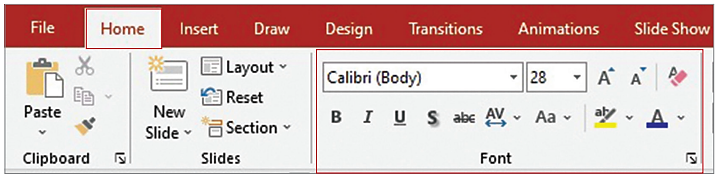 File Home Insert Draw Design Transitions Animations Slide Show
Paste
Clipboard
New
Slide
Layout
Reset
Section
Slides
Calibri (Body) 28 A A A
B I U S abc AV Aa ab A
Font